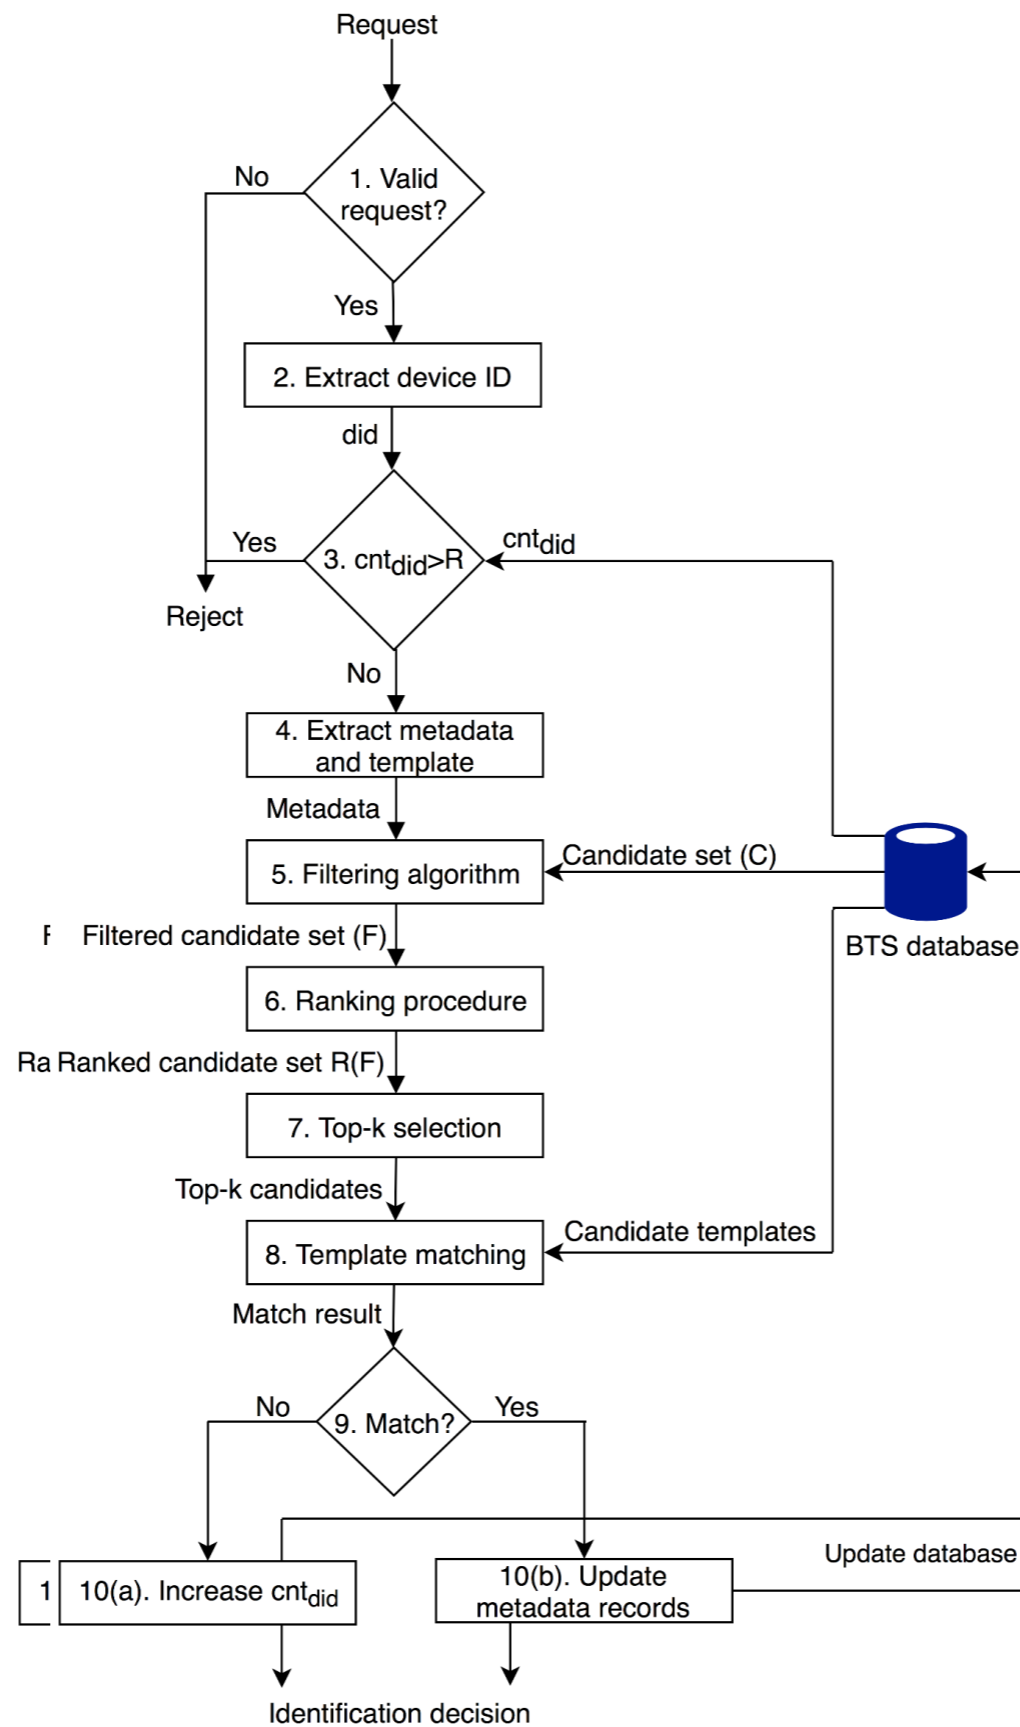 Request
1. Valid
request?
No
Yes
2. Extract device ID
did
3. cntdid>R
Yes
cntdid
Reject
No
4. Extract metadata
and template
Metadata
5. Filtering algorithm
Candidate set (C)
BTS database
F Filtered candidate set (F)
6. Ranking procedure
Ra Ranked candidate set R(F)
7. Top-k selection
Top-k candidates
8. Template matching
Candidate templates
Match result
9. Match?
No
Yes
Update database
1 10(a). Increase cntdid
10(b). Update
metadata records
Identification decision